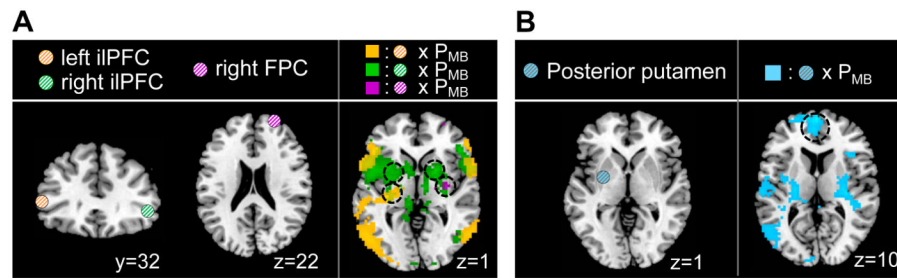 A
left ilPFC
right ilPFC
right FPC
: x PMB
: x PMB
: x PMB
y=32
z=22
z=1
B
Posterior putamen
: x PMB
z=1
z=10